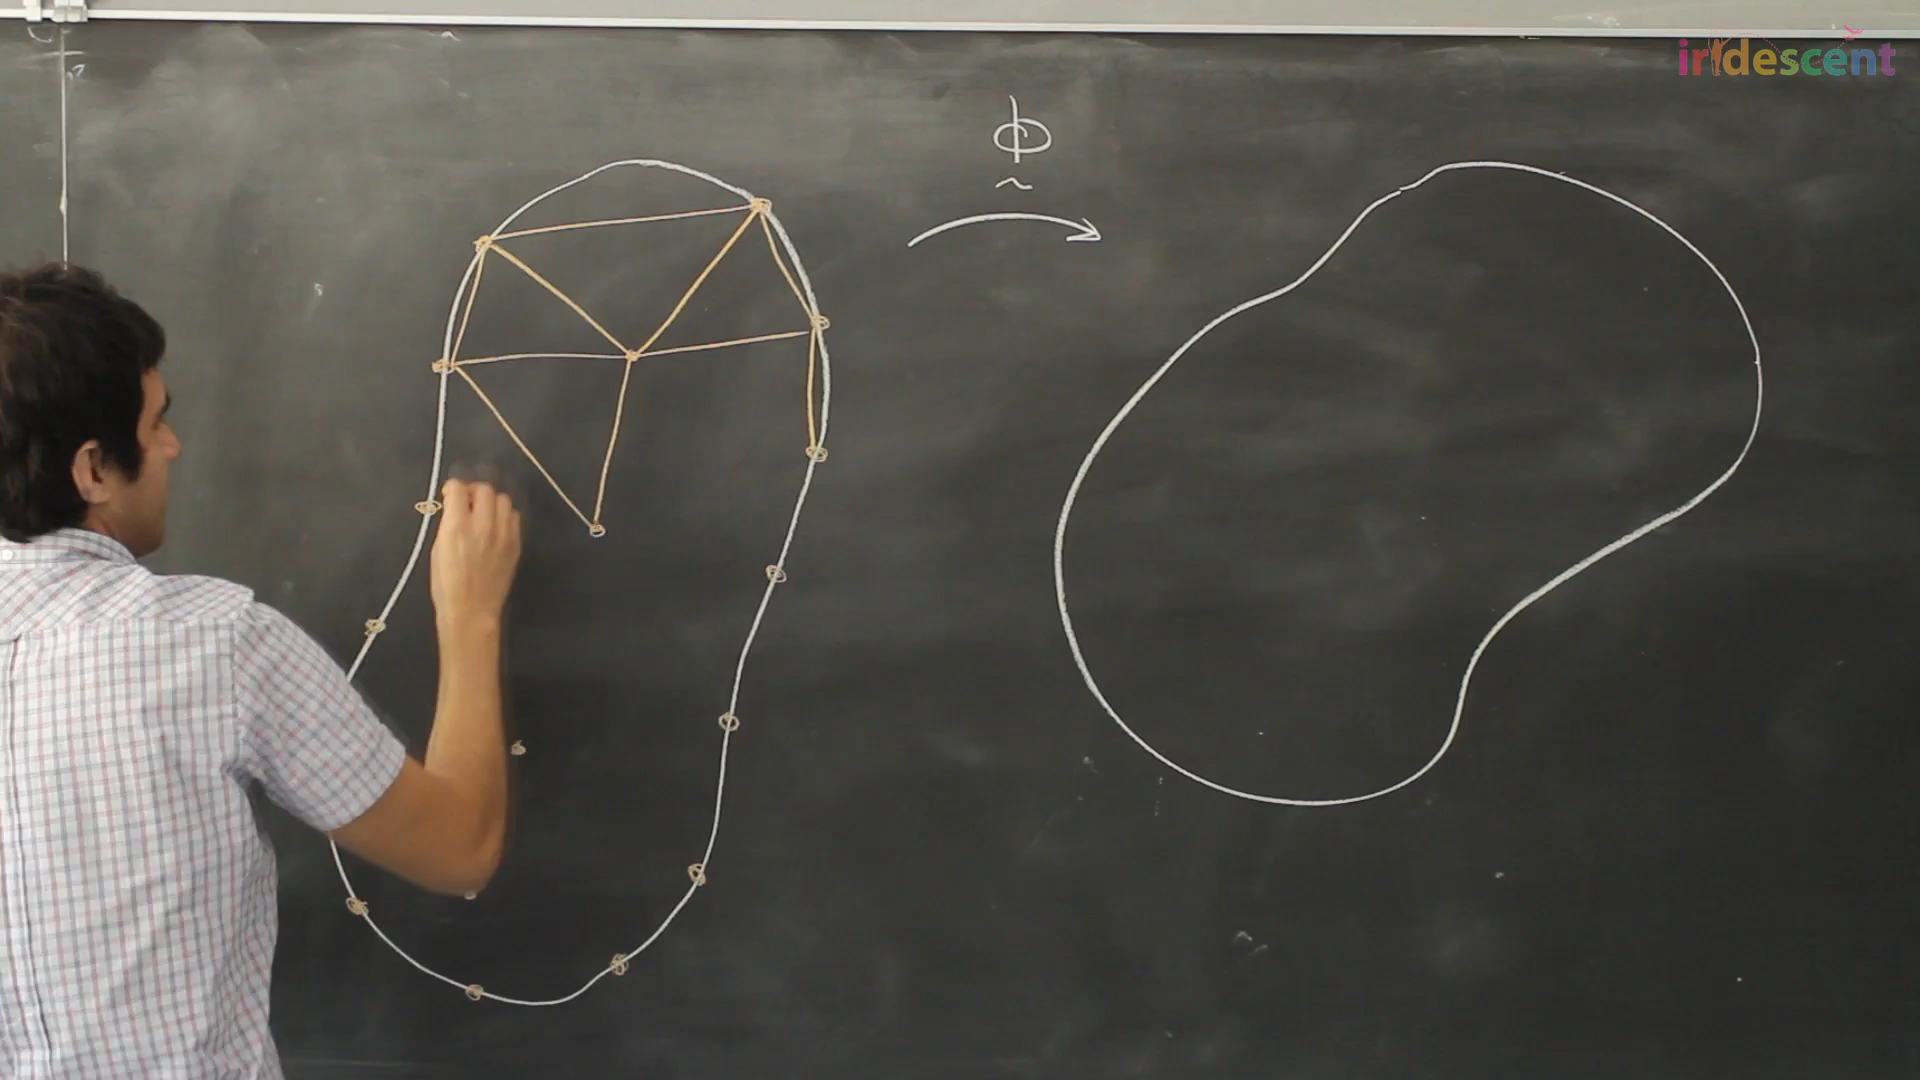 iridescent
ϕ
~